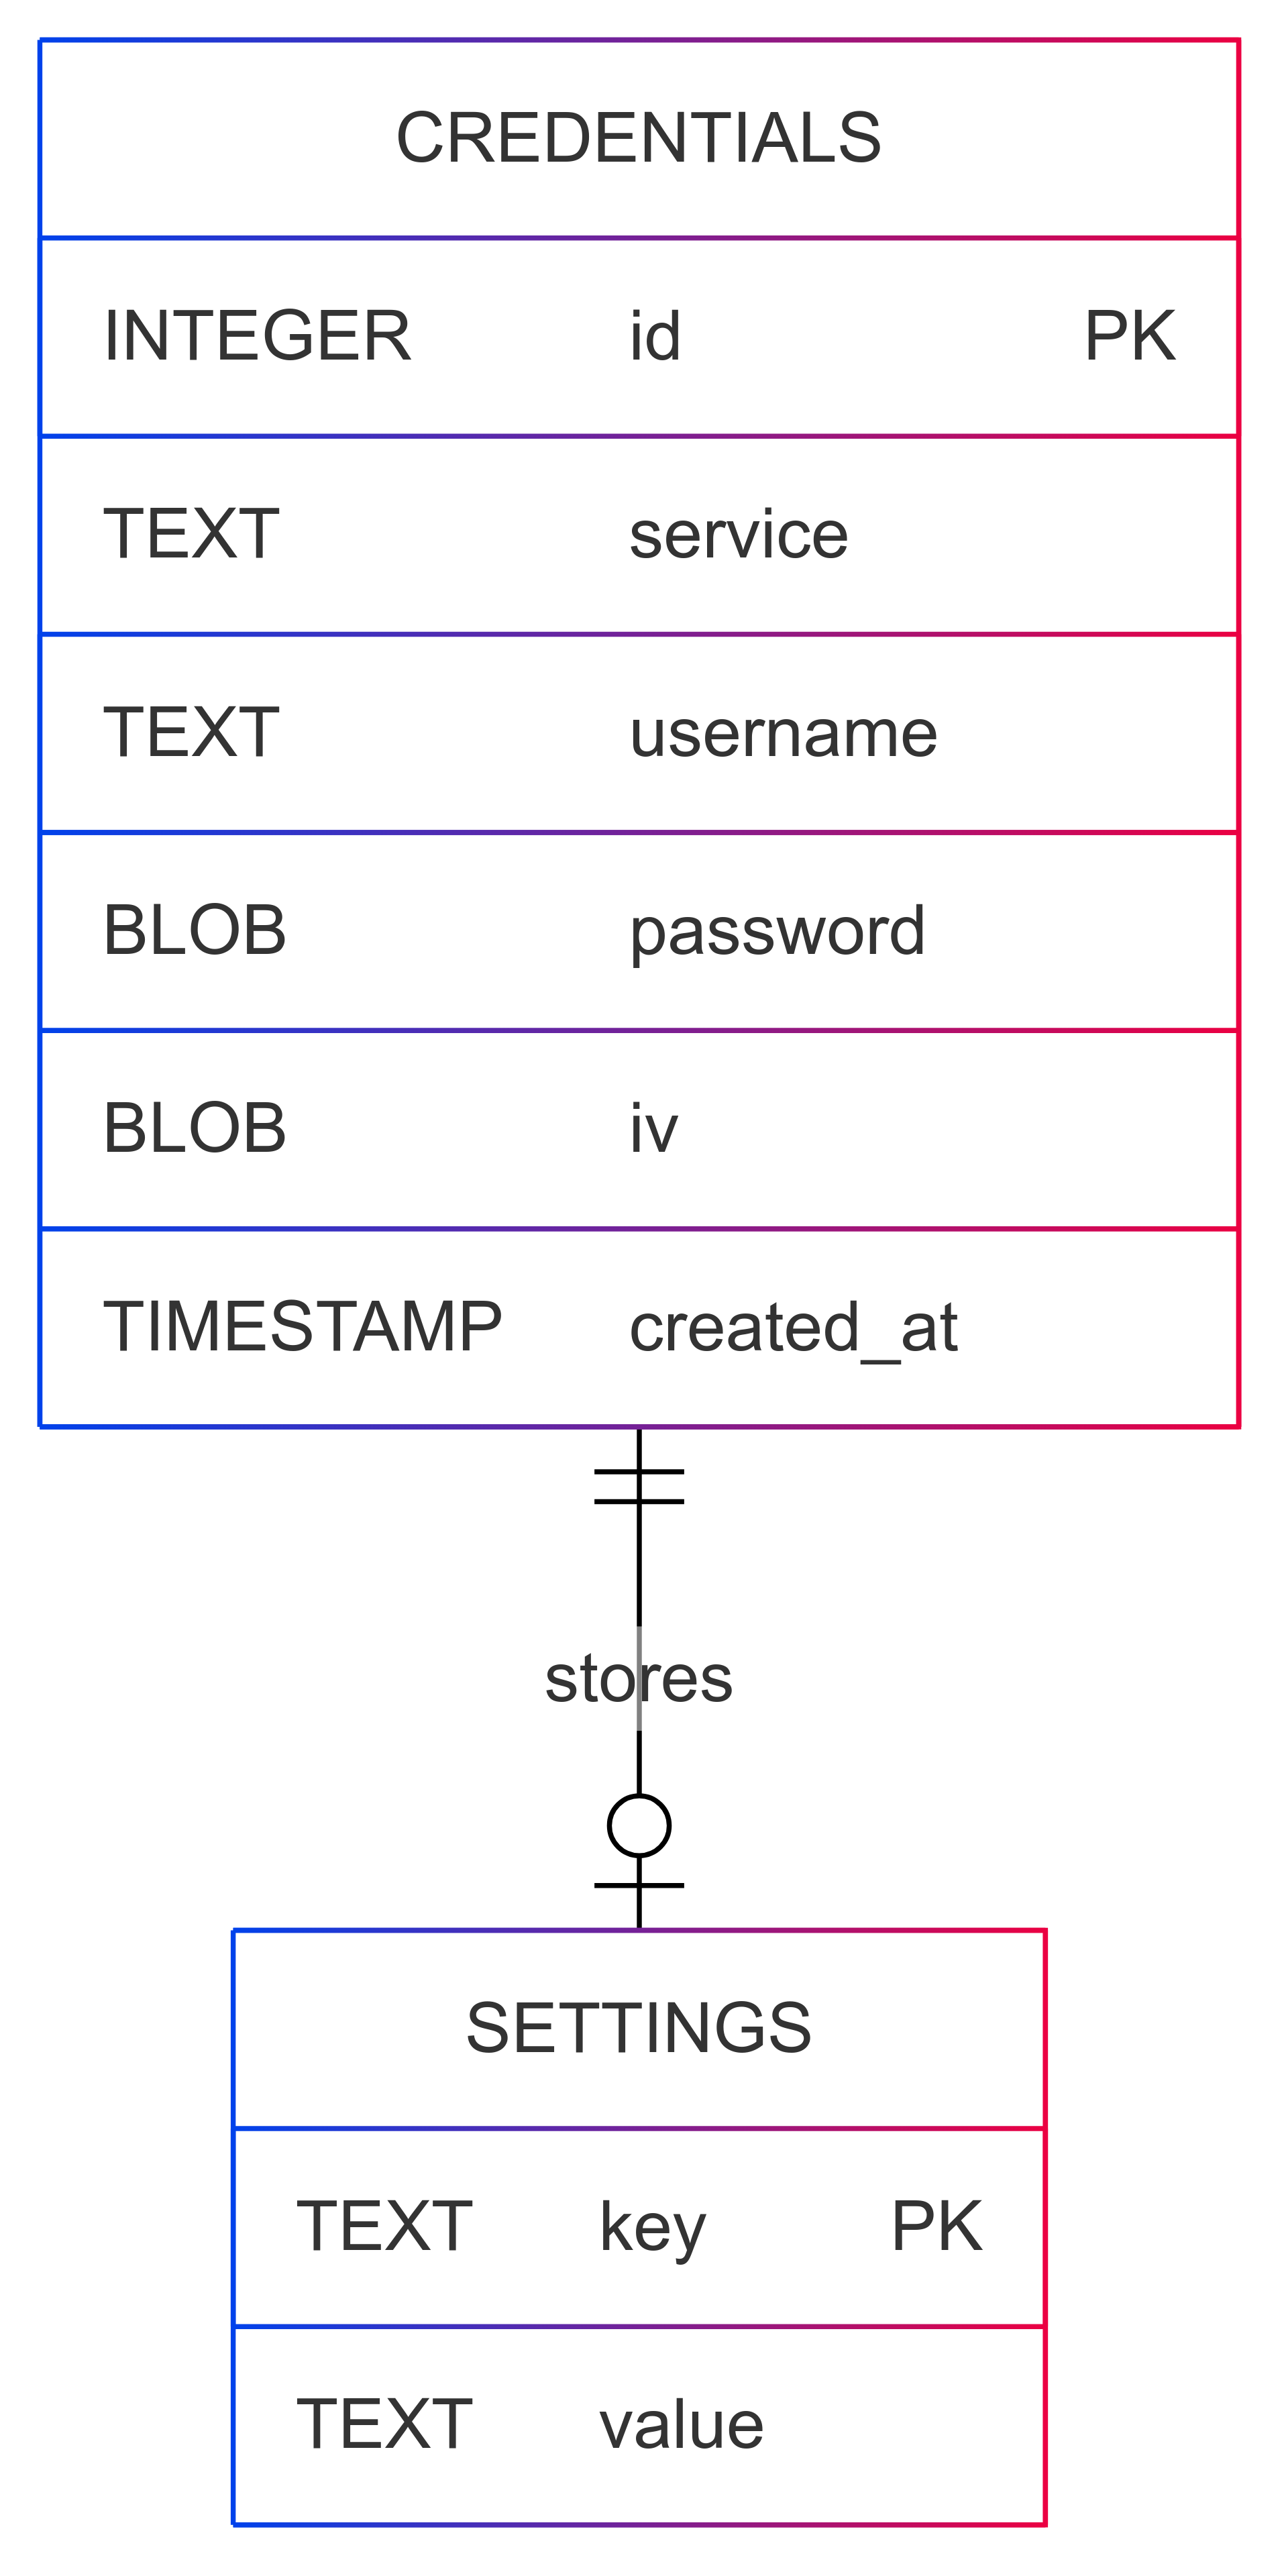 CREDENTIALS
INTEGER id PK
TEXT service
TEXT username
BLOB password
BLOB iv
TIMESTAMP created_at
stores
SETTINGS
TEXT key PK
TEXT value